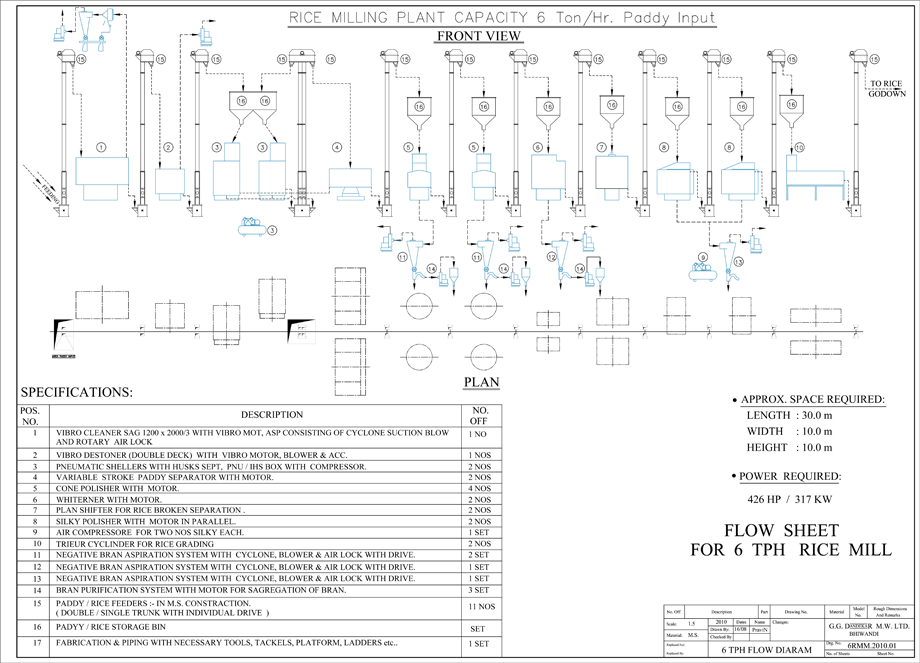 RICE MILLING PLANT CAPACITY 6 Ton/Hr. Paddy Input
FRONT VIEW
15 15 15 15 15 15 15 15 15 15 15 15
TO RICE
GODOWN
16 16 16 16 16 16 16 16 16
1 2 3 3 4 5 5 6 7 8 8 10
FEEDING
3
11 14 11 14 12 14 9 13
PLAN
SPECIFICATIONS:
POS. NO. DESCRIPTION NO. OFF
1 VIBRO CLEANER SAG 1200 x 2000/3 WITH VIBRO MOT, ASP CONSISTING OF CYCLONE SUCTION BLOW 1 NO
AND ROTARY AIR LOCK
2 VIBRO DESTONER (DOUBLE DECK) WITH VIBRO MOTOR, BLOWER & ACC. 1 NOS
3 PNEUMATIC SHELLERS WITH HUSKS SEPT, PNU / IHS BOX WITH COMPRESSOR. 2 NOS
4 VARIABLE STROKE PADDY SEPARATOR WITH MOTOR. 2 NOS
5 CONE POLISHER WITH MOTOR. 4 NOS
6 WHITERNER WITH MOTOR. 2 NOS
7 PLAN SHIFTER FOR RICE BROKEN SEPARATION . 2 NOS
8 SILKY POLISHER WITH MOTOR IN PARALLEL. 2 NOS
9 AIR COMPRESSORE FOR TWO NOS SILKY EACH. 1 SET
10 TRIEUR CYCLINDER FOR RICE GRADING 2 NOS
11 NEGATIVE BRAN ASPIRATION SYSTEM WITH CYCLONE, BLOWER & AIR LOCK WITH DRIVE. 2 SET
12 NEGATIVE BRAN ASPIRATION SYSTEM WITH CYCLONE, BLOWER & AIR LOCK WITH DRIVE. 1 SET
13 NEGATIVE BRAN ASPIRATION SYSTEM WITH CYCLONE, BLOWER & AIR LOCK WITH DRIVE. 1 SET
14 BRAN PURIFICATION SYSTEM WITH MOTOR FOR SAGREGATION OF BRAN. 3 SET
15 PADDY / RICE FEEDERS :- IN M.S. CONSTRACTION. 11 NOS
( DOUBLE / SINGLE TRUNK WITH INDIVIDUAL DRIVE )
16 PADYY / RICE STORAGE BIN SET
17 FABRICATION & PIPING WITH NECESSARY TOOLS, TACKELS, PLATFORM, LADDERS etc.. 1 SET
• APPROX. SPACE REQUIRED:
LENGTH : 30.0 m
WIDTH : 10.0 m
HEIGHT : 10.0 m
• POWER REQUIRED:
426 HP / 317 KW
FLOW SHEET
FOR 6 TPH RICE MILL
No. Off Description Part Drawing No. Material Model No. Rough Dimensions And Remarks
Scale: 1.5 2010 Dates Name Changes
Drawn By. 16/08
Material: M.S. Checked By
G.G. DANDEKAR M.W. LTD.
BHIWANDI
6 TPH FLOW DIARAM
Drg. No. 6RMM.2010.01
No. of Sheets Sheet No.